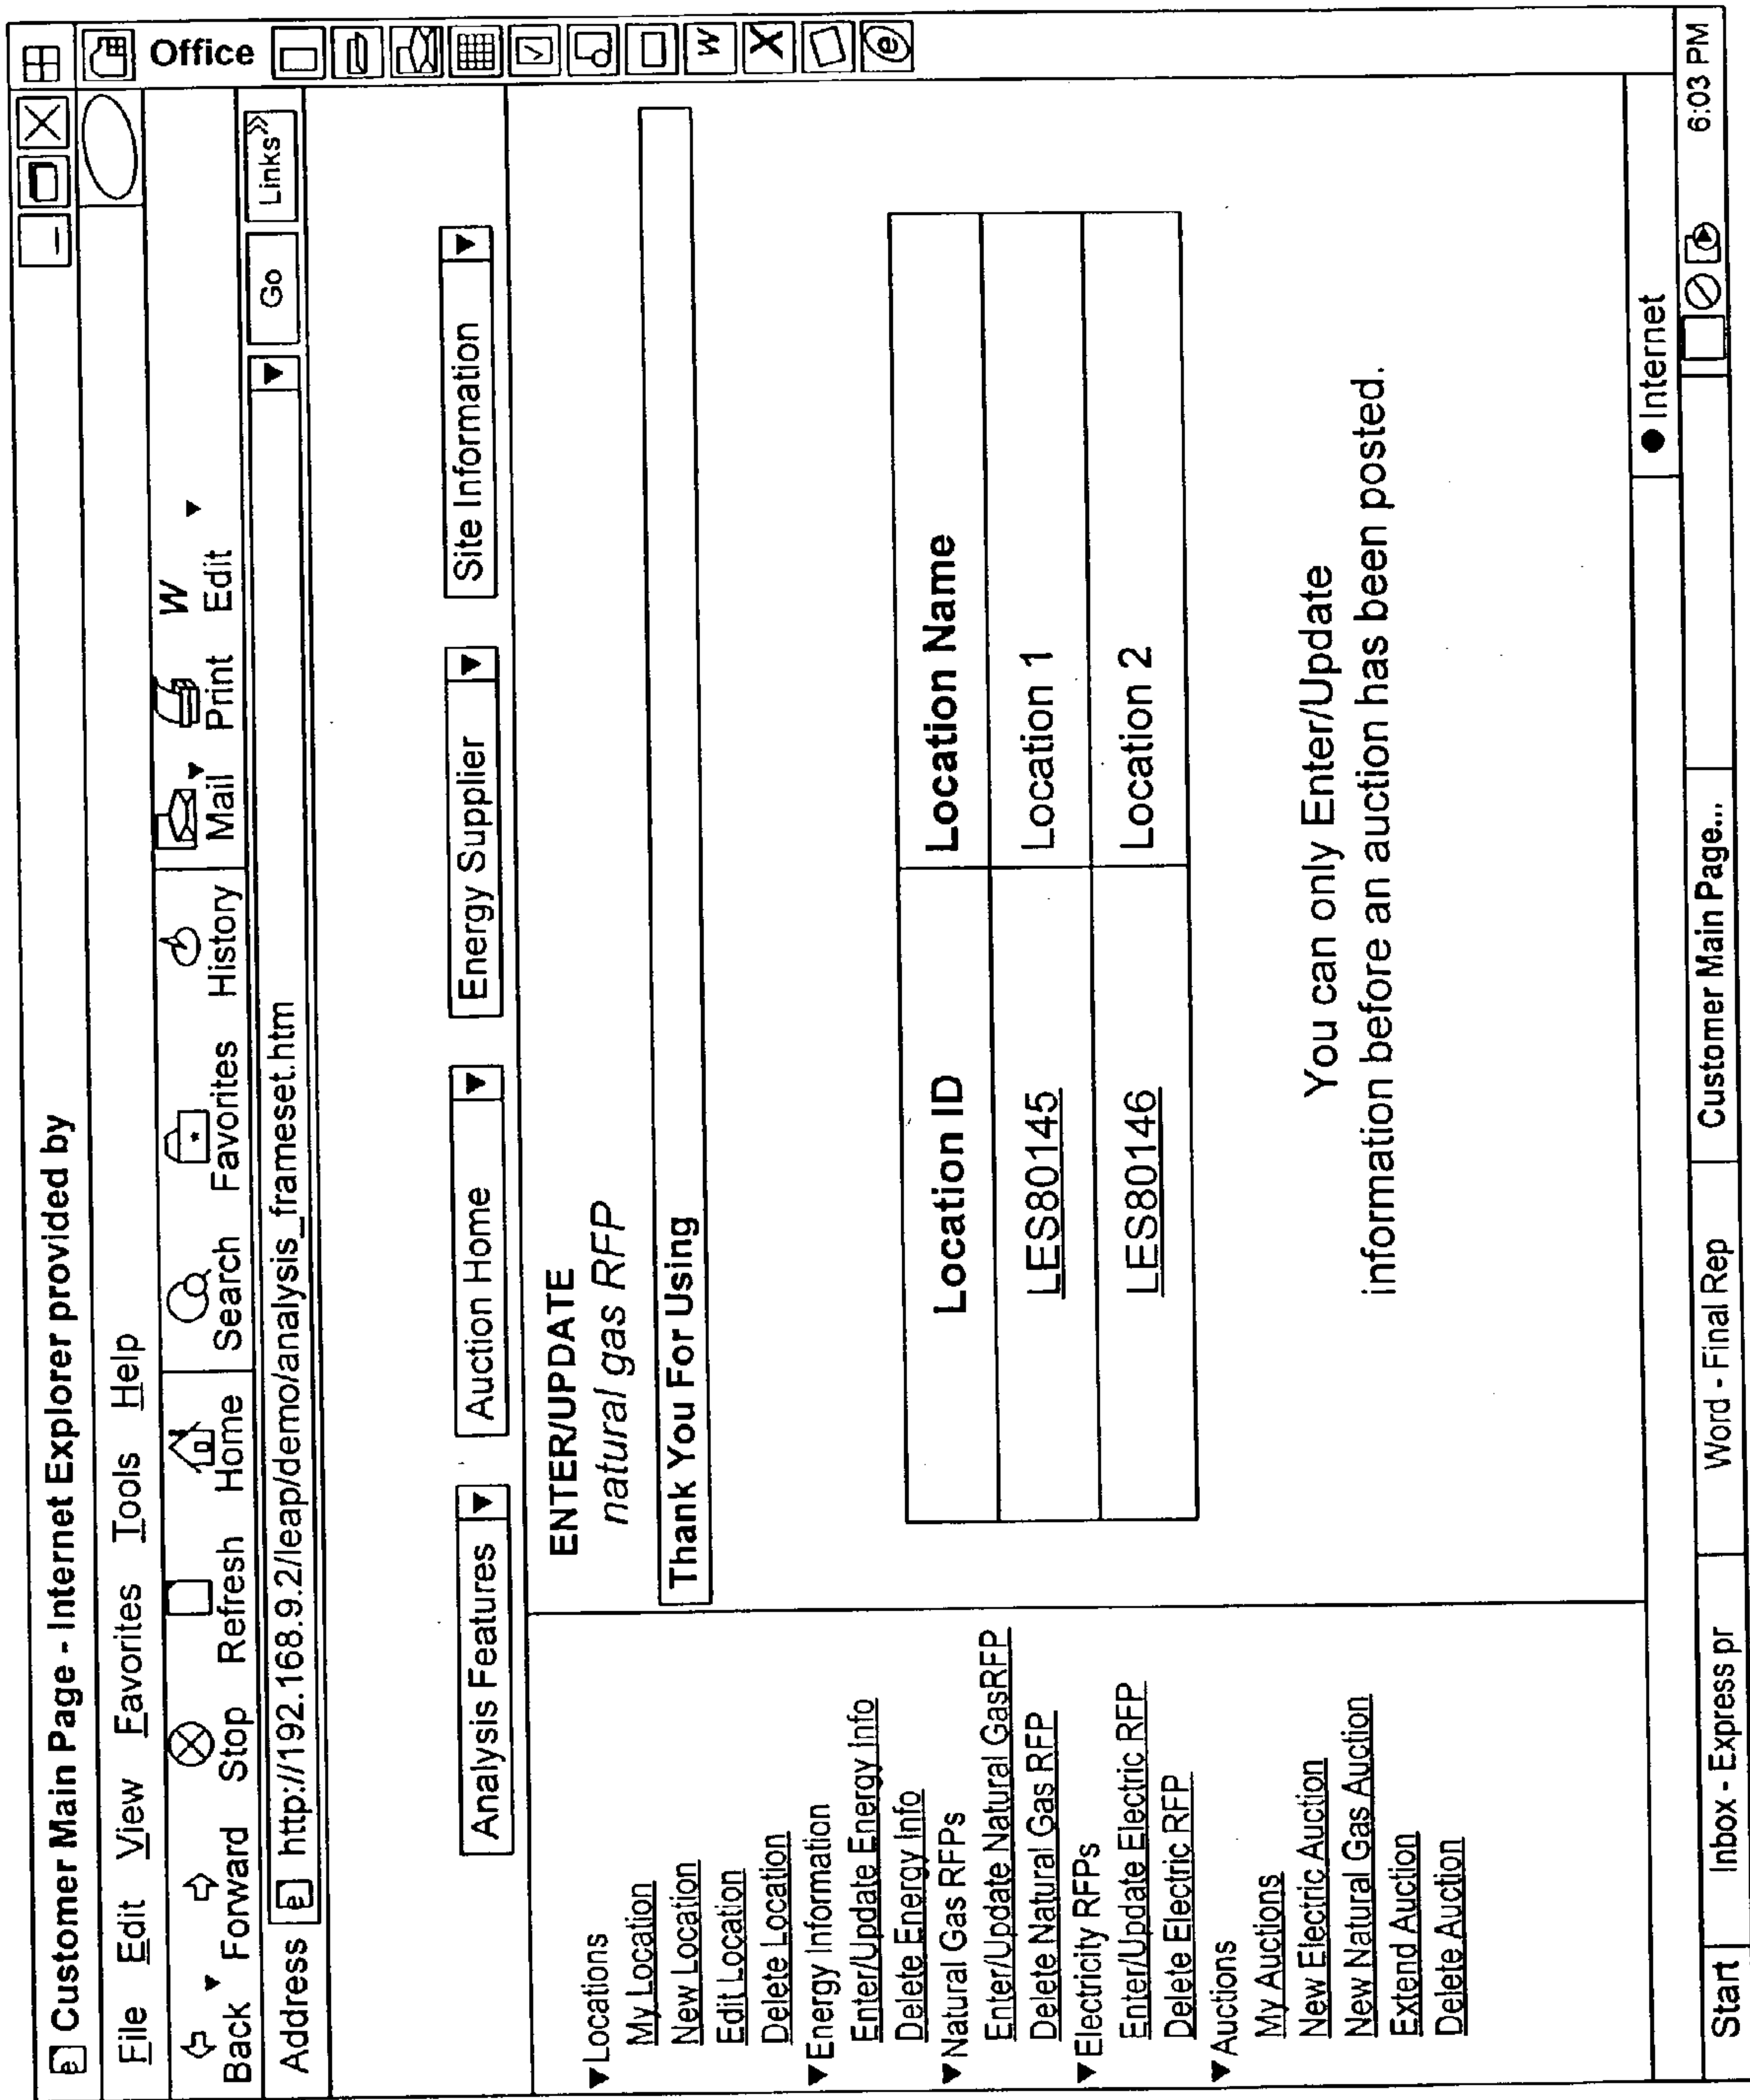 Customer Main Page - Internet Explorer provided by
Office
File Edit View Favorites Tools Help
Back Forward Stop Refresh Home Search Favorites History Mail Print Edit
W
Address http://192.168.9.2/leap/demo/analysis_frameset.htm Go Links»
Analysis Features Auction Home Energy Supplier Site Information
▼Locations
My Location
New Location
Edit Location
Delete Location
▼Energy Information
Enter/Update Energy Info
Delete Energy Info
▼Natural Gas RFPs
Enter/Update Natural GasRFP
Delete Natural Gas RFP
▼Electricity RFPs
Enter/Update Electric RFP
Delete Electric RFP
▼Auctions
My Auctions
New Electric Auction
New Natural Gas Auction
Extend Auction
Delete Auction
ENTER/UPDATE
natural gas RFP
Thank You For Using
Location ID Location Name
LES80145 Location 1
LES80146 Location 2
You can only Enter/Update
information before an auction has been posted.
Internet
Start Inbox - Express pr Word - Final Rep Customer Main Page... 6:03 PM
W
X
e